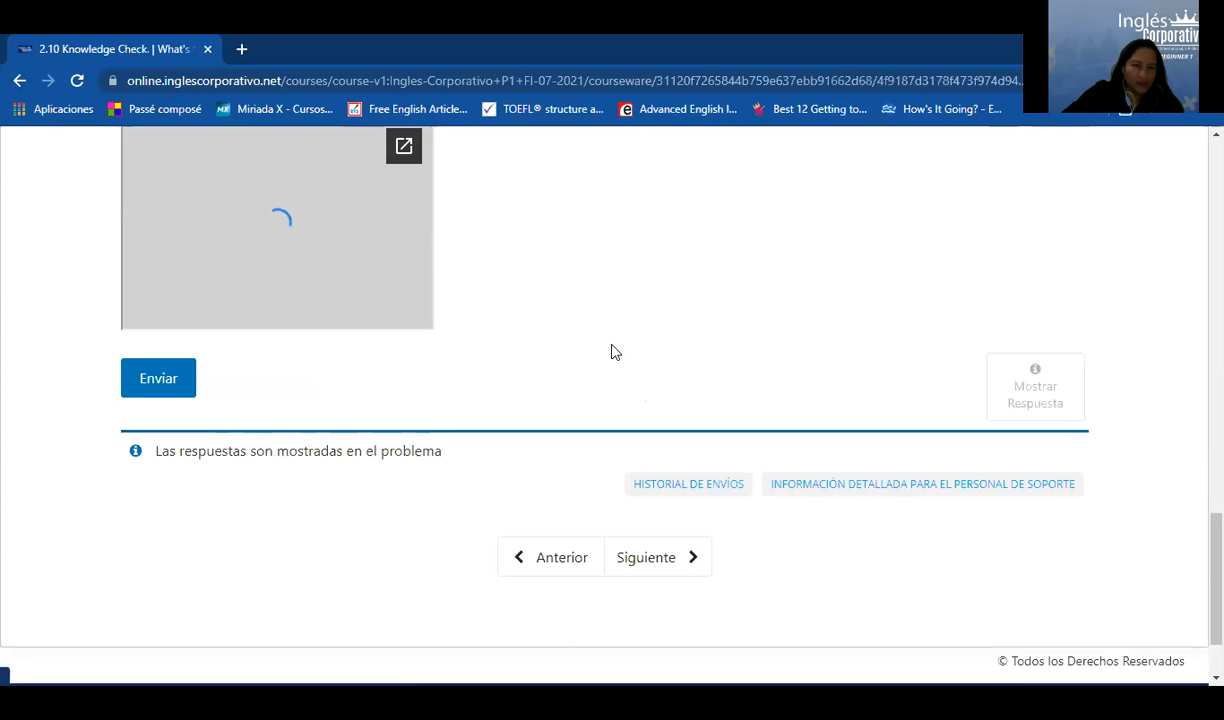 Inglés
Corporativo
BEGINNER 1
2.10 Knowledge Check. | What's
online.inglescorporativo.net/courses/course-v1:Ingles-Corporativo+P1+FI-07-2021/courseware/31120f7265844b759e637ebb91662d68/4f9187d3178f473f974d94...
Aplicaciones
Passé composé
Miriada X - Cursos...
Free English Article...
TOEFL® structure a...
Advanced English l...
Best 12 Getting to...
How's It Going? - E...
Enviar
Mostrar
Respuesta
Las respuestas son mostradas en el problema
HISTORIAL DE ENVÍOS
INFORMACIÓN DETALLADA PARA EL PERSONAL DE SOPORTE
Anterior
Siguiente
© Todos los Derechos Reservados